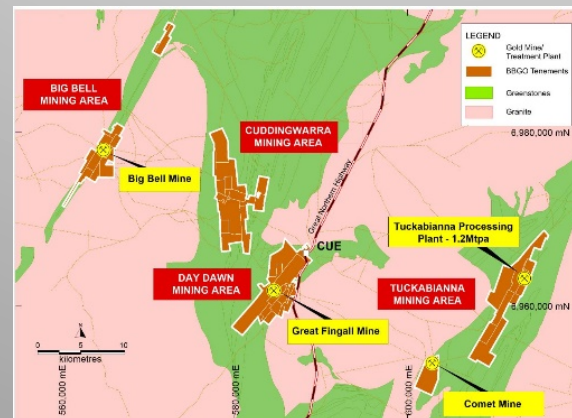 LEGEND
Gold Mine/
Treatment Plant
BBGO Tenements
Greenstones
Granite
BIG BELL
MINING AREA
CUDDINGWARRA
MINING AREA
6,980,000 mN
Big Bell Mine
Great Northern Highway
Tuckabianna Processing
Plant - 1.2Mtpa
CUE
DAY DAWN
MINING AREA
TUCKABIANNA
MINING AREA
6,960,000 mN
Great Fingall Mine
N
0 5 10
kilometres
Comet Mine
560,000 mE
580,000 mE
600,000 mE